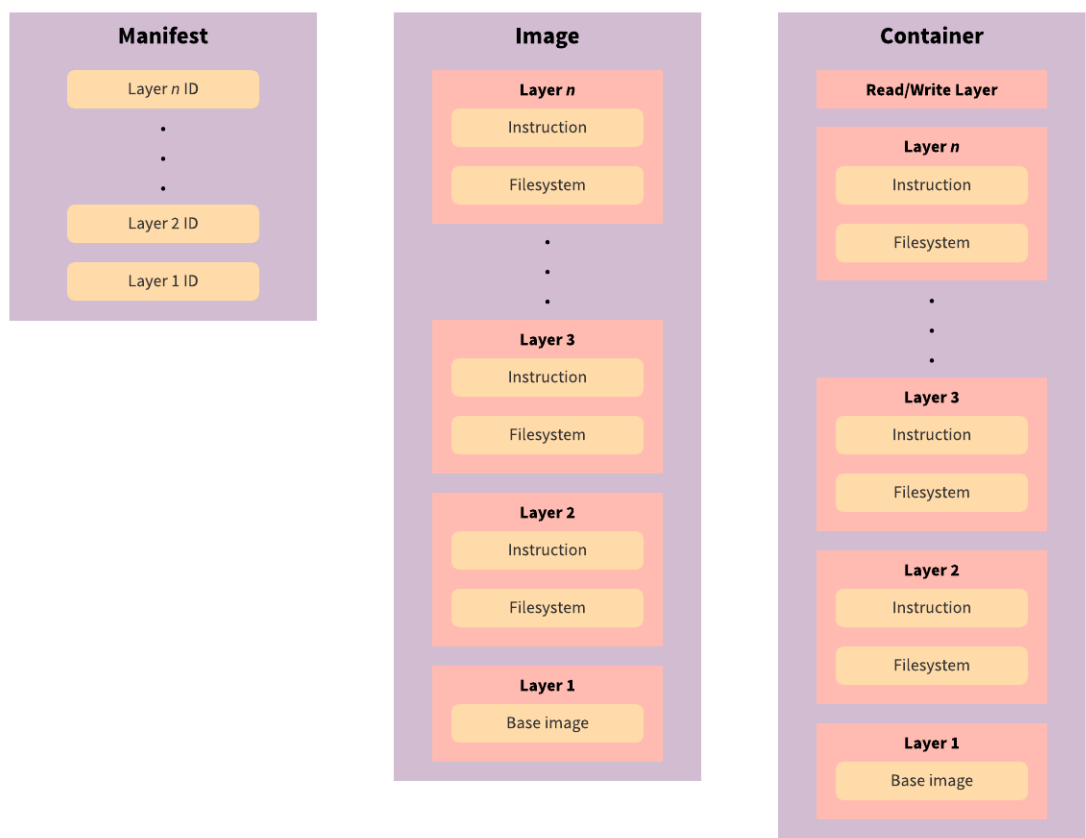 Manifest
Layer n ID
Layer 2 ID
Layer 1 ID
Image
Layer n
Instruction
Filesystem
Layer 3
Instruction
Filesystem
Layer 2
Instruction
Filesystem
Layer 1
Base image
Container
Read/Write Layer
Layer n
Instruction
Filesystem
Layer 3
Instruction
Filesystem
Layer 2
Instruction
Filesystem
Layer 1
Base image